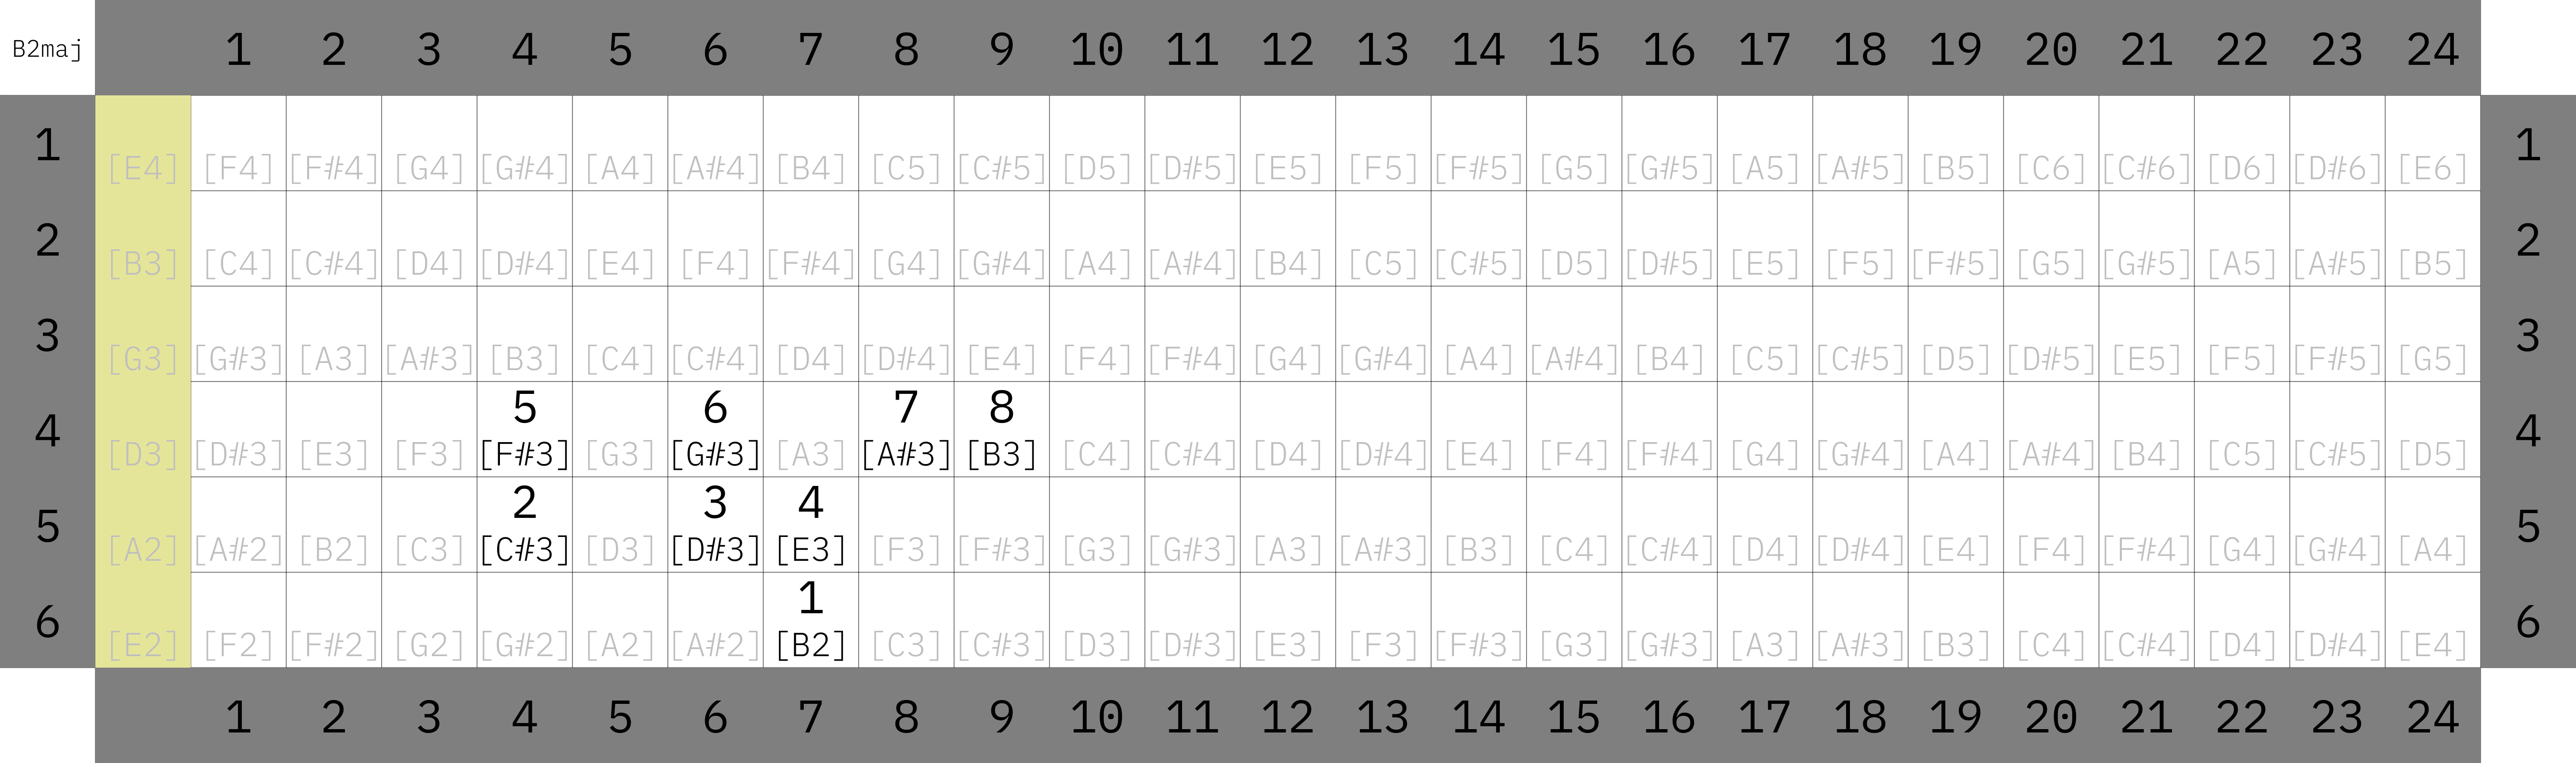 B2maj 1 2 3 4 5 6 7 8 9 10 11 12 13 14 15 16 17 18 19 20 21 22 23 24
1 [E4] [F4] [F#4] [G4] [G#4] [A4] [A#4] [B4] [C5] [C#5] [D5] [D#5] [E5] [F5] [F#5] [G5] [G#5] [A5] [A#5] [B5] [C6] [C#6] [D6] [D#6] [E6] 1
2 [B3] [C4] [C#4] [D4] [D#4] [E4] [F4] [F#4] [G4] [G#4] [A4] [A#4] [B4] [C5] [C#5] [D5] [D#5] [E5] [F5] [F#5] [G5] [G#5] [A5] [A#5] [B5] 2
3 [G3] [G#3] [A3] [A#3] [B3] [C4] [C#4] [D4] [D#4] [E4] [F4] [F#4] [G4] [G#4] [A4] [A#4] [B4] [C5] [C#5] [D5] [D#5] [E5] [F5] [F#5] [G5] 3
5 6 7 8
4 [D3] [D#3] [E3] [F3] [F#3] [G3] [G#3] [A3] [A#3] [B3] [C4] [C#4] [D4] [D#4] [E4] [F4] [F#4] [G4] [G#4] [A4] [A#4] [B4] [C5] [C#5] [D5] 4
2 3 4
5 [A2] [A#2] [B2] [C3] [C#3] [D3] [D#3] [E3] [F3] [F#3] [G3] [G#3] [A3] [A#3] [B3] [C4] [C#4] [D4] [D#4] [E4] [F4] [F#4] [G4] [G#4] [A4] 5
1
6 [E2] [F2] [F#2] [G2] [G#2] [A2] [A#2] [B2] [C3] [C#3] [D3] [D#3] [E3] [F3] [F#3] [G3] [G#3] [A3] [A#3] [B3] [C4] [C#4] [D4] [D#4] [E4] 6
1 2 3 4 5 6 7 8 9 10 11 12 13 14 15 16 17 18 19 20 21 22 23 24